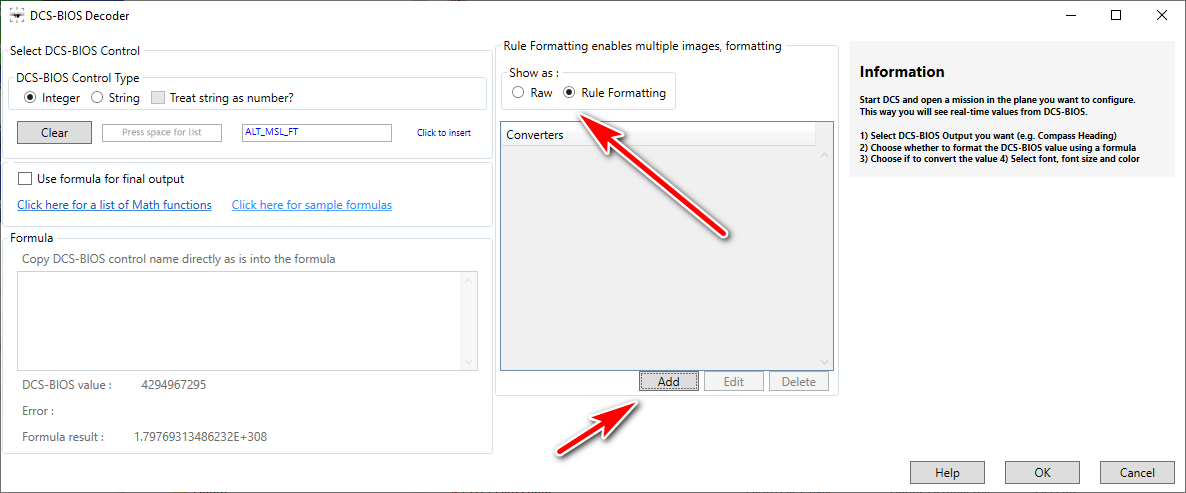 DCS-BIOS Decoder
Select DCS-BIOS Control
DCS-BIOS Control Type
Integer
String
Treat string as number?
Clear
Press space for list
ALT_MSL_FT
Click to insert
Use formula for final output
Click here for a list of Math functions
Click here for sample formulas
Formula
Copy DCS-BIOS control name directly as is into the formula
DCS-BIOS value :
4294967295
Error :
Formula result :
1.79769313486232E+308
Rule Formatting enables multiple images, formatting
Show as :
Raw
Rule Formatting
Converters
Add
Edit
Delete
Information
Start DCS and open a mission in the plane you want to configure.
This way you will see real-time values from DCS-BIOS.
1) Select DCS-BIOS Output you want (e.g. Compass Heading)
2) Choose whether to format the DCS-BIOS value using a formula
3) Choose if to convert the value 4) Select font, font size and color
Help
OK
Cancel